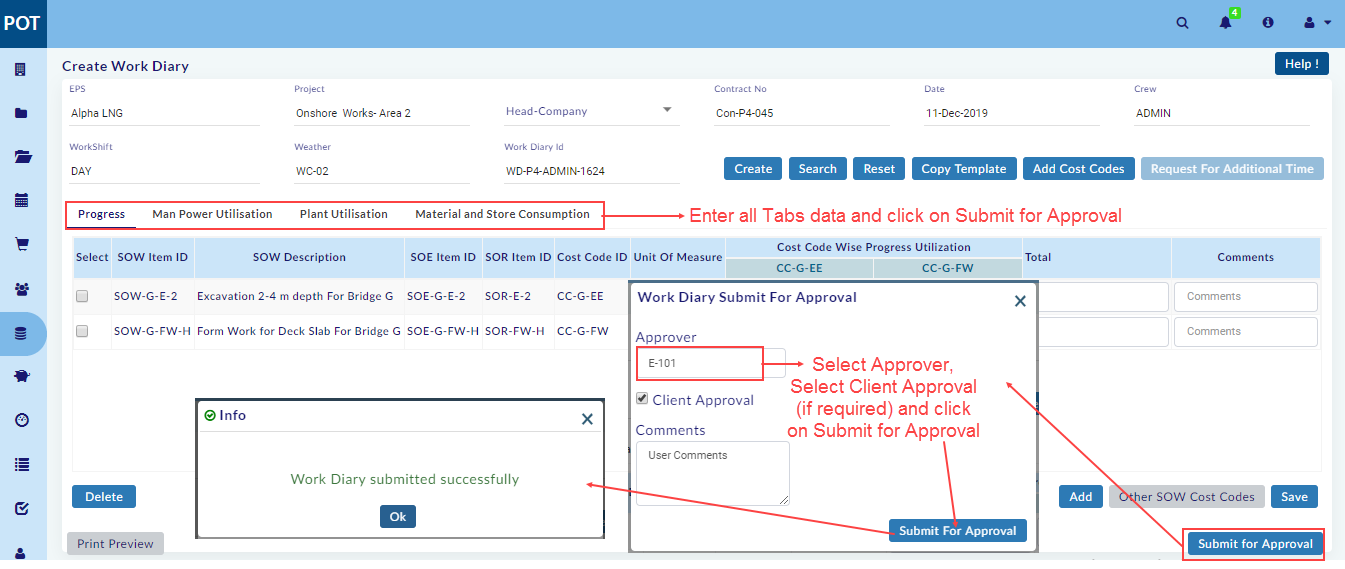 POT
4
Create Work Diary
Help !
EPS
Project
Contract No
Date
Crew
Alpha LNG
Onshore Works- Area 2
Head-Company
Con-P4-045
11-Dec-2019
ADMIN
WorkShift
Weather
Work Diary Id
DAY
WC-02
WD-P4-ADMIN-1624
Create
Search
Reset
Copy Template
Add Cost Codes
Request For Additional Time
Progress
Man Power Utilisation
Plant Utilisation
Material and Store Consumption
Enter all Tabs data and click on Submit for Approval
Select
SOW Item ID
SOW Description
SOE Item ID
SOR Item ID
Cost Code ID
Unit Of Measure
Cost Code Wise Progress Utilization
CC-G-EE
CC-G-FW
Total
Comments
SOW-G-E-2
Excavation 2-4 m depth For Bridge G
SOE-G-E-2
SOR-E-2
CC-G-EE
Comments
SOW-G-FW-H
Form Work for Deck Slab For Bridge G
SOE-G-FW-H
SOR-FW-H
CC-G-FW
Comments
Work Diary Submit For Approval
Approver
E-101
Client Approval
Comments
User Comments
Submit For Approval
Select Approver,
Select Client Approval
(if required) and click
on Submit for Approval
Info
Work Diary submitted successfully
Ok
Delete
Add
Other SOW Cost Codes
Save
Print Preview
Submit for Approval